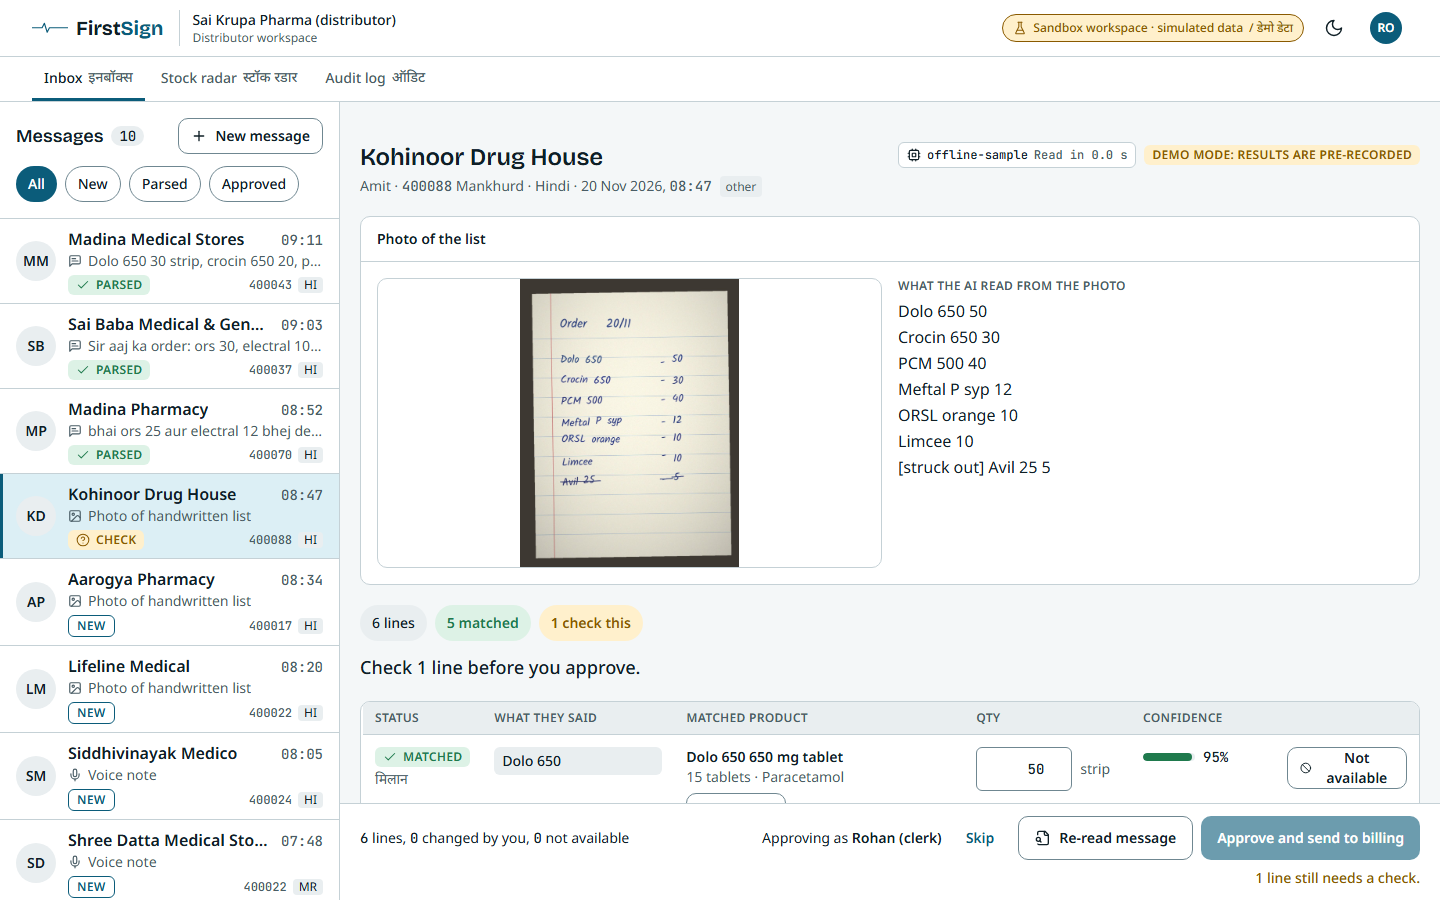 FirstSign
Sai Krupa Pharma (distributor)
Distributor workspace
Sandbox workspace · simulated data / डेमो डेटा
RO
Inbox इनबॉक्स
Stock radar स्टॉक रडार
Audit log ऑडिट
Messages 10
+ New message
All
New
Parsed
Approved
MM
Madina Medical Stores 09:11
Dolo 650 30 strip, crocin 650 20, p...
PARSED 400043 HI
SB
Sai Baba Medical & Gen... 09:03
Sir aaj ka order: ors 30, electral 10...
PARSED 400037 HI
MP
Madina Pharmacy 08:52
bhai ors 25 aur electral 12 bhej de...
PARSED 400070 HI
KD
Kohinoor Drug House 08:47
Photo of handwritten list
CHECK 400088 HI
AP
Aarogya Pharmacy 08:34
Photo of handwritten list
NEW 400017 HI
LM
Lifeline Medical 08:20
Photo of handwritten list
NEW 400022 HI
SM
Siddhivinayak Medico 08:05
Voice note
NEW 400024 HI
SD
Shree Datta Medical Sto... 07:48
Voice note
NEW 400022 MR
Kohinoor Drug House
Amit · 400088 Mankhurd · Hindi · 20 Nov 2026, 08:47 other
offline-sample Read in 0.0 s
DEMO MODE: RESULTS ARE PRE-RECORDED
Photo of the list
Order 20/11
Dolo 650 - 50
Crocin 650 - 30
PCM 500 - 40
Meftal P syp - 12
ORSL orange - 10
Limcee - 10
Avil 25 - 5
WHAT THE AI READ FROM THE PHOTO
Dolo 650 50
Crocin 650 30
PCM 500 40
Meftal P syp 12
ORSL orange 10
Limcee 10
[struck out] Avil 25 5
6 lines
5 matched
1 check this
Check 1 line before you approve.
STATUS WHAT THEY SAID MATCHED PRODUCT QTY CONFIDENCE
MATCHED
मिलान
Dolo 650
Dolo 650 650 mg tablet
15 tablets · Paracetamol
50 strip
95%
Not available
6 lines, 0 changed by you, 0 not available
Approving as Rohan (clerk)
Skip
Re-read message
Approve and send to billing
1 line still needs a check.